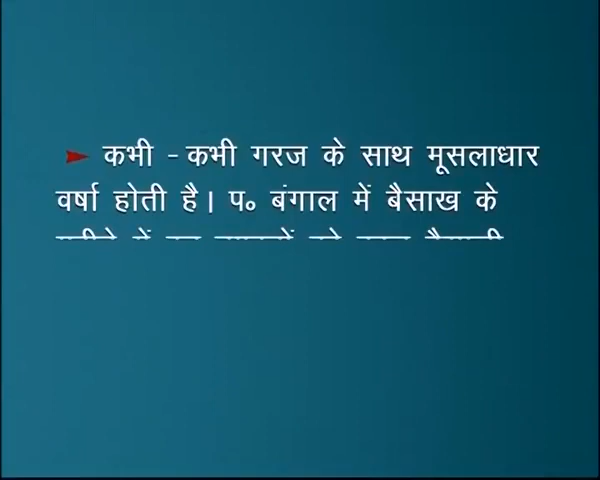 कभी - कभी गरज के साथ मूसलाधार
वर्षा होती है। प० बंगाल में बैसाख के